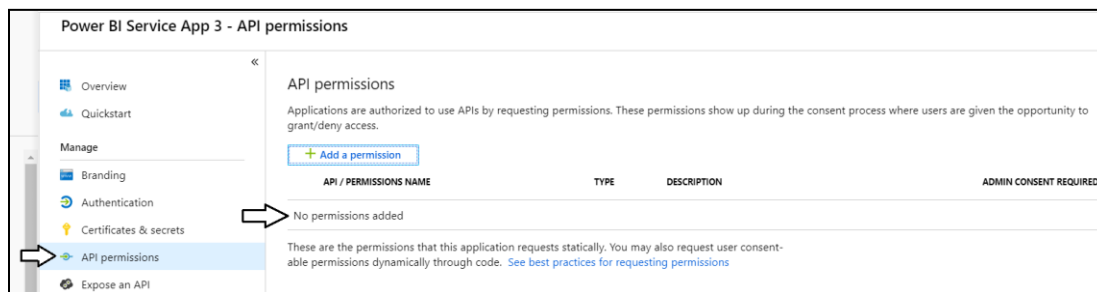 Power BI Service App 3 - API permissions
«
Overview
Quickstart
Manage
Branding
Authentication
Certificates & secrets
API permissions
Expose an API
API permissions
Applications are authorized to use APIs by requesting permissions. These permissions show up during the consent process where users are given the opportunity to
grant/deny access.
+ Add a permission
API / PERMISSIONS NAME TYPE DESCRIPTION ADMIN CONSENT REQUIRED
No permissions added
These are the permissions that this application requests statically. You may also request user consent-
able permissions dynamically through code. See best practices for requesting permissions